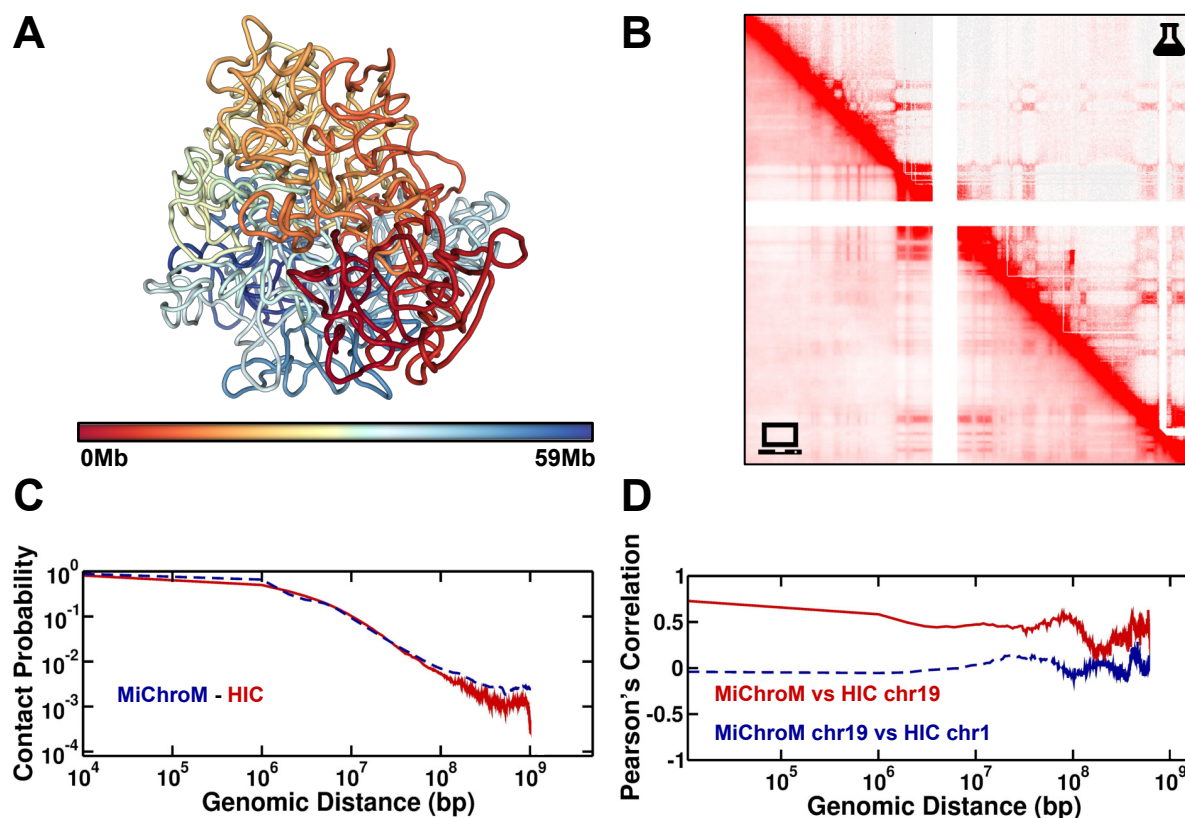 A
B
0Mb
59Mb
C
Contact Probability
10^0
10^-1
10^-2
10^-3
10^-4
MiChroM - HIC
10^4
10^5
10^6
10^7
10^8
10^9
Genomic Distance (bp)
D
Pearson's Correlation
1
0.5
0
-0.5
-1
MiChroM vs HIC chr19
MiChroM chr19 vs HIC chr1
10^5
10^6
10^7
10^8
10^9
Genomic Distance (bp)